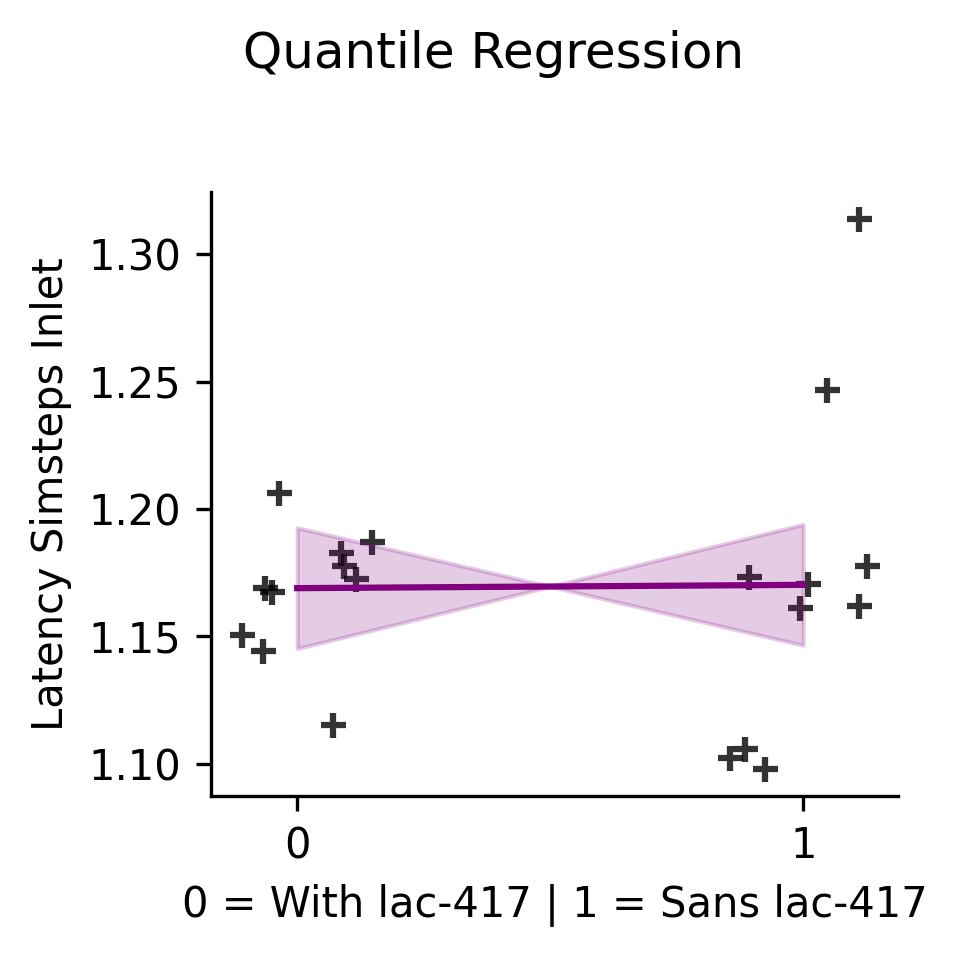 Quantile Regression
Latency Simsteps Inlet
1.30
1.25
1.20
1.15
1.10
0 1
0 = With lac-417 | 1 = Sans lac-417